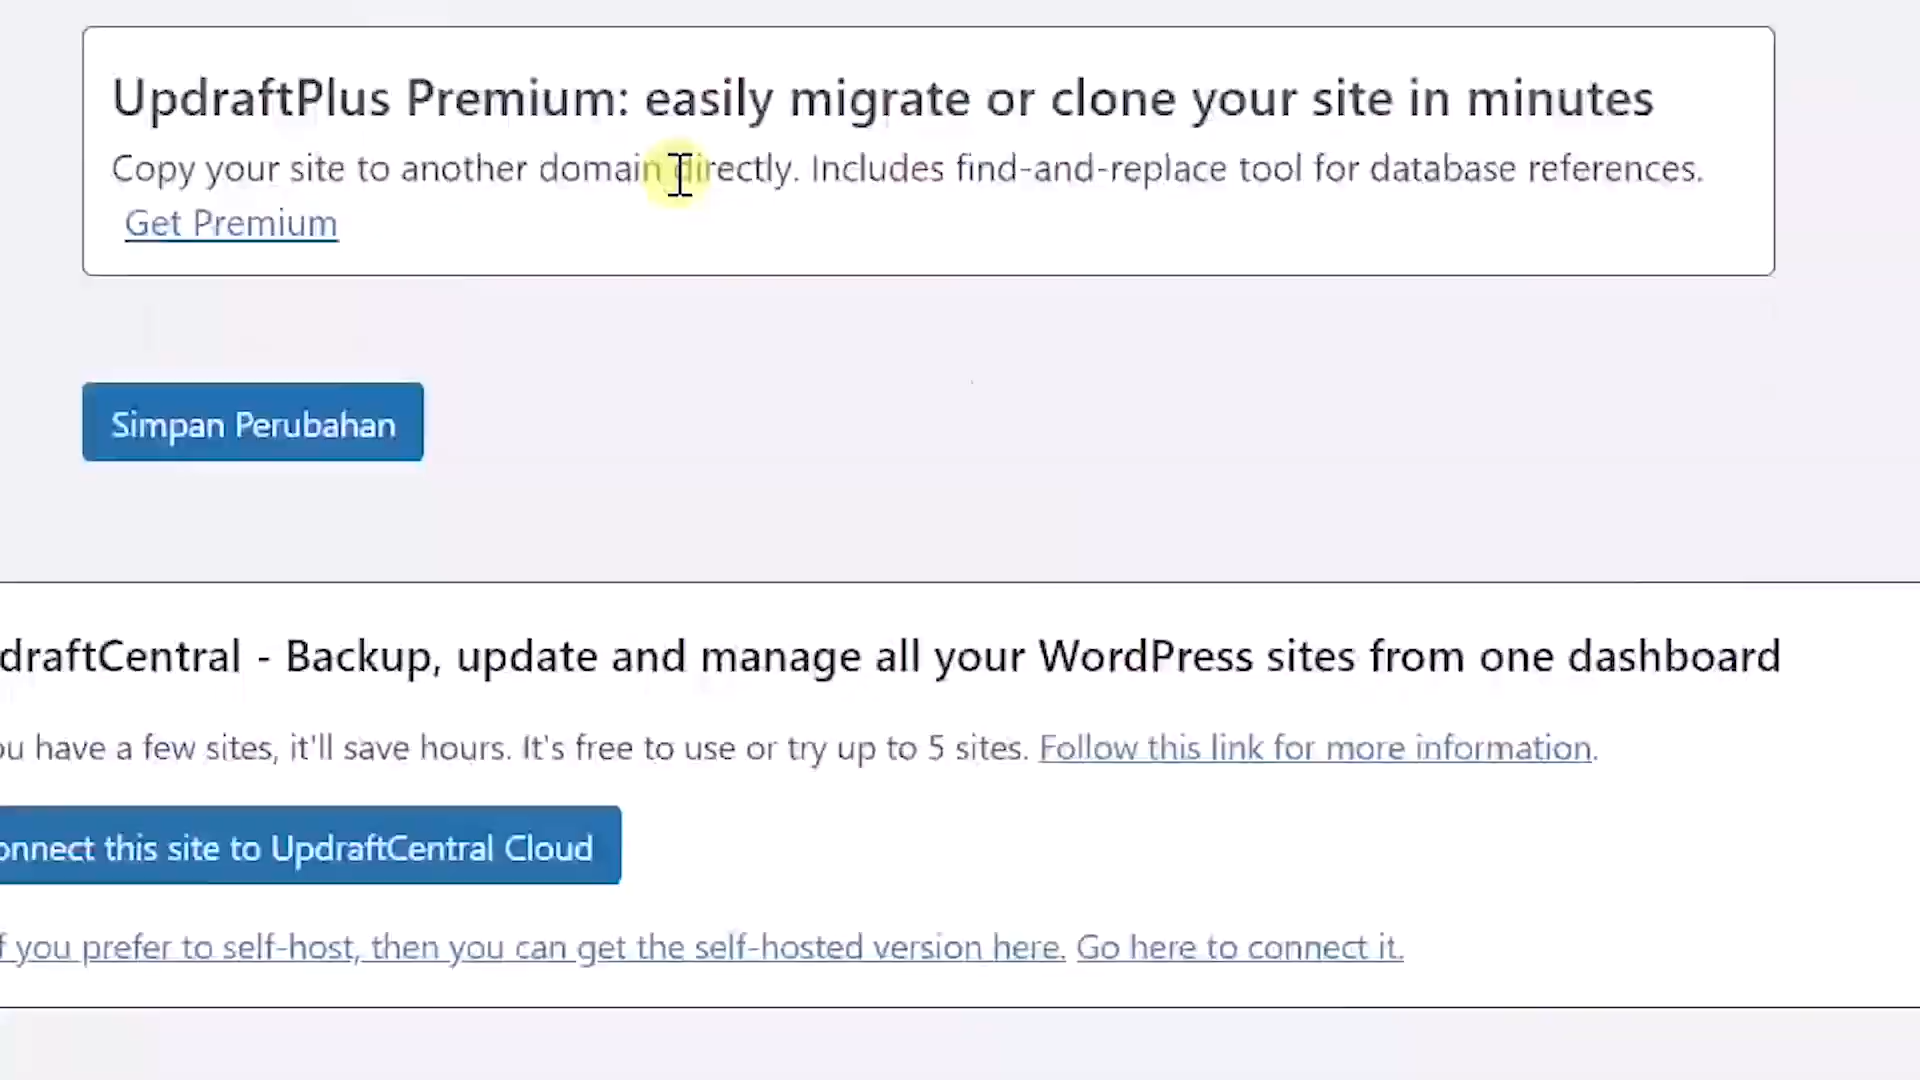 UpdraftPlus Premium: easily migrate or clone your site in minutes
Copy your site to another domain directly. Includes find-and-replace tool for database references.
Get Premium
Simpan Perubahan
draftCentral - Backup, update and manage all your WordPress sites from one dashboard
ou have a few sites, it'll save hours. It's free to use or try up to 5 sites. Follow this link for more information.
onnect this site to UpdraftCentral Cloud
f you prefer to self-host, then you can get the self-hosted version here. Go here to connect it.